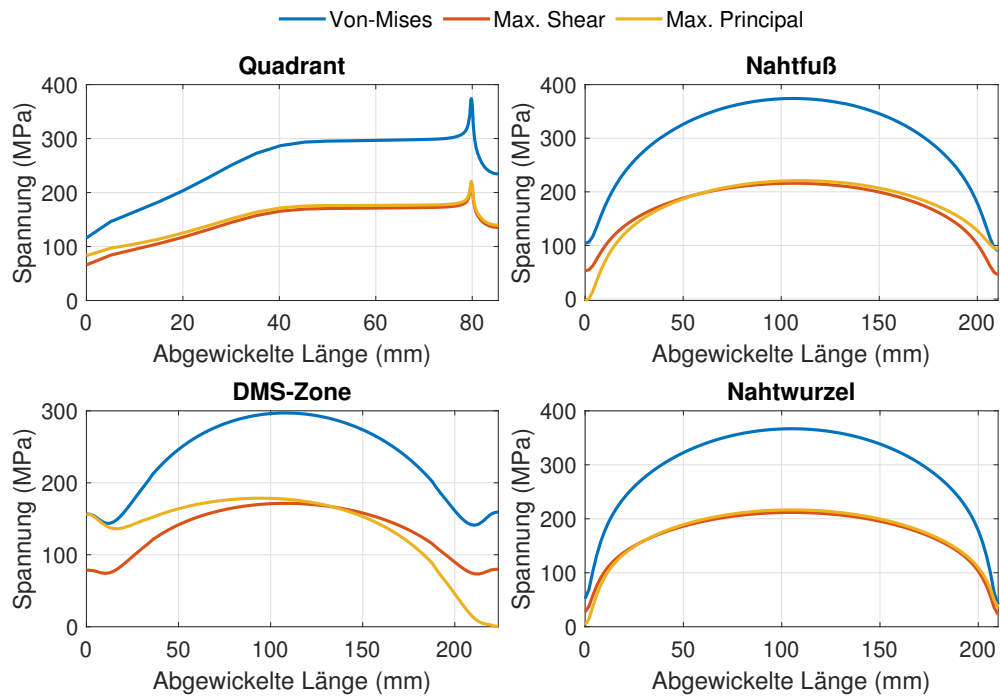 Von-Mises Max. Shear Max. Principal
Quadrant
Spannung (MPa)
400
300
200
100
0
0 20 40 60 80
Abgewickelte Länge (mm)
Nahtfuß
Spannung (MPa)
400
300
200
100
0
0 50 100 150 200
Abgewickelte Länge (mm)
DMS-Zone
Spannung (MPa)
300
200
100
0
0 50 100 150 200
Abgewickelte Länge (mm)
Nahtwurzel
Spannung (MPa)
400
300
200
100
0
0 50 100 150 200
Abgewickelte Länge (mm)